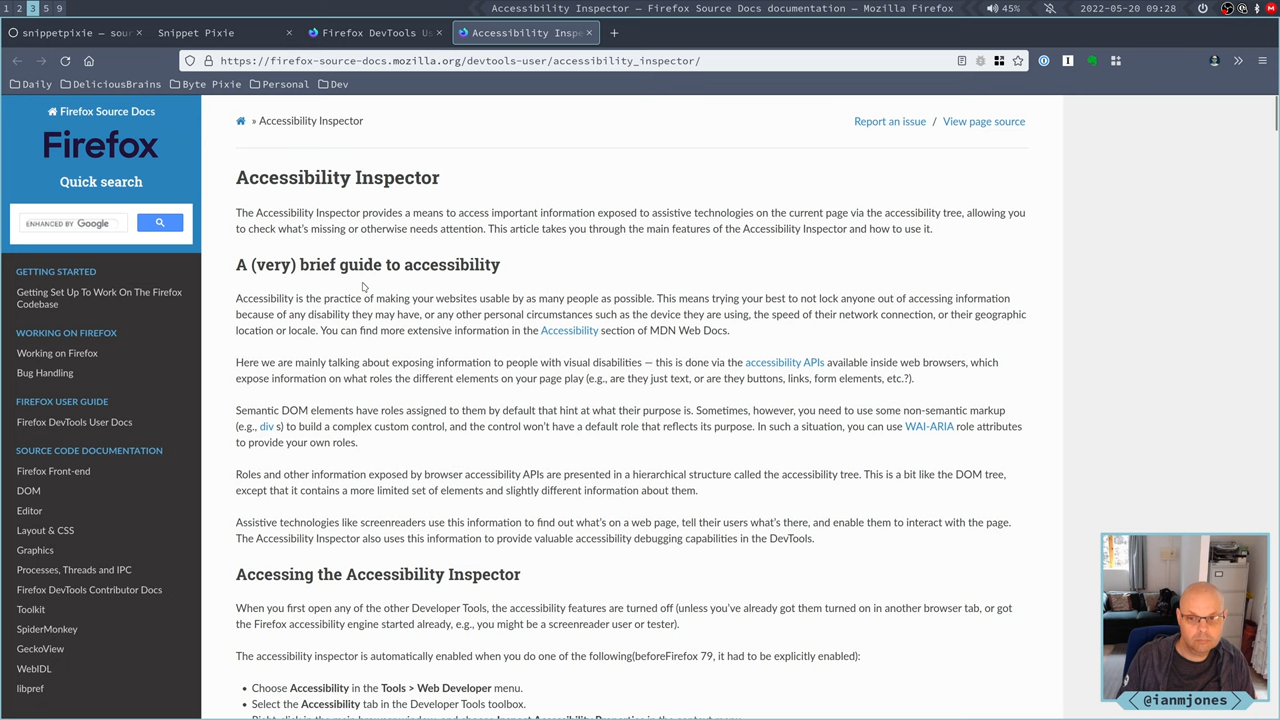 1 2 3 5 9
Accessibility Inspector — Firefox Source Docs documentation — Mozilla Firefox
45%
2022-05-20 09:28
snippetpixie — sour
Snippet Pixie
Firefox DevTools Us
Accessibility Inspe
https://firefox-source-docs.mozilla.org/devtools-user/accessibility_inspector/
Daily
DeliciousBrains
Byte Pixie
Personal
Dev
Firefox Source Docs
Firefox
Quick search
ENHANCED BY Google
GETTING STARTED
Getting Set Up To Work On The Firefox
Codebase
WORKING ON FIREFOX
Working on Firefox
Bug Handling
FIREFOX USER GUIDE
Firefox DevTools User Docs
SOURCE CODE DOCUMENTATION
Firefox Front-end
DOM
Editor
Layout & CSS
Graphics
Processes, Threads and IPC
Firefox DevTools Contributor Docs
Toolkit
SpiderMonkey
GeckoView
WebIDL
libpref
» Accessibility Inspector
Report an issue / View page source
Accessibility Inspector
The Accessibility Inspector provides a means to access important information exposed to assistive technologies on the current page via the accessibility tree, allowing you
to check what's missing or otherwise needs attention. This article takes you through the main features of the Accessibility Inspector and how to use it.
A (very) brief guide to accessibility
Accessibility is the practice of making your websites usable by as many people as possible. This means trying your best to not lock anyone out of accessing information
because of any disability they may have, or any other personal circumstances such as the device they are using, the speed of their network connection, or their geographic
location or locale. You can find more extensive information in the Accessibility section of MDN Web Docs.
Here we are mainly talking about exposing information to people with visual disabilities — this is done via the accessibility APIs available inside web browsers, which
expose information on what roles the different elements on your page play (e.g., are they just text, or are they buttons, links, form elements, etc.?).
Semantic DOM elements have roles assigned to them by default that hint at what their purpose is. Sometimes, however, you need to use some non-semantic markup
(e.g., div s) to build a complex custom control, and the control won't have a default role that reflects its purpose. In such a situation, you can use WAI-ARIA role attributes
to provide your own roles.
Roles and other information exposed by browser accessibility APIs are presented in a hierarchical structure called the accessibility tree. This is a bit like the DOM tree,
except that it contains a more limited set of elements and slightly different information about them.
Assistive technologies like screenreaders use this information to find out what's on a web page, tell their users what's there, and enable them to interact with the page.
The Accessibility Inspector also uses this information to provide valuable accessibility debugging capabilities in the DevTools.
Accessing the Accessibility Inspector
When you first open any of the other Developer Tools, the accessibility features are turned off (unless you've already got them turned on in another browser tab, or got
the Firefox accessibility engine started already, e.g., you might be a screenreader user or tester).
The accessibility inspector is automatically enabled when you do one of the following(beforeFirefox 79, it had to be explicitly enabled):
• Choose Accessibility in the Tools > Web Developer menu.
• Select the Accessibility tab in the Developer Tools toolbox.
@ianmjones